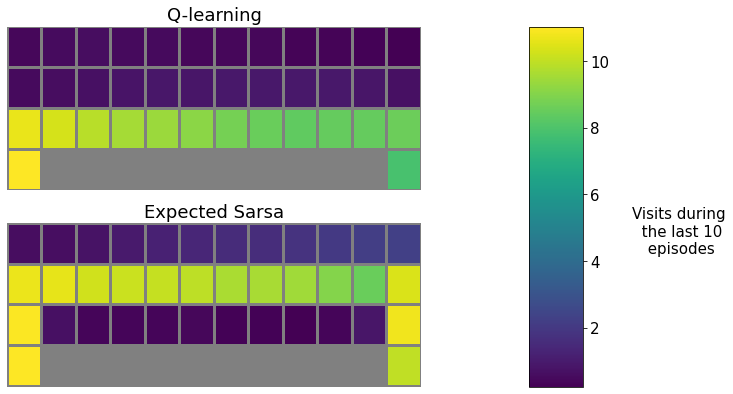 Q-learning
Expected Sarsa
10
8
6
4
2
Visits during
the last 10
episodes